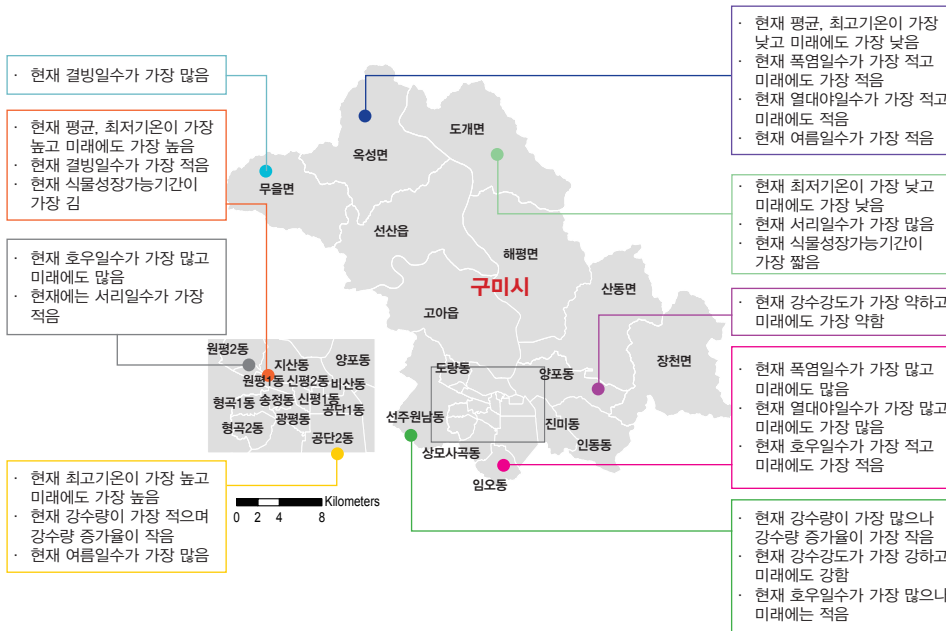 · 현재 결빙일수가 가장 많음
· 현재 평균, 최저기온이 가장
높고 미래에도 가장 높음
· 현재 결빙일수가 가장 적음
· 현재 식물성장가능기간이
가장 김
· 현재 호우일수가 가장 많고
미래에도 많음
· 현재에는 서리일수가 가장
적음
· 현재 최고기온이 가장 높고
미래에도 가장 높음
· 현재 강수량이 가장 적으며
강수량 증가율이 작음
· 현재 여름일수가 가장 많음
도개면
옥성면
무을면
선산읍
해평면
구미시
산동면
고아읍
장천면
도량동
양포동
선주원남동
진미동
인동동
상모사곡동
임오동
원평2동
지산동
양포동
원평1동
신평2동
비산동
형곡1동
송정동
신평1동
공단1동
광평동
형곡2동
공단2동
Kilometers
0 2 4 8
· 현재 평균, 최고기온이 가장
낮고 미래에도 가장 낮음
· 현재 폭염일수가 가장 적고
미래에도 가장 적음
· 현재 열대야일수가 가장 적고
미래에도 적음
· 현재 여름일수가 가장 적음
· 현재 최저기온이 가장 낮고
미래에도 가장 낮음
· 현재 서리일수가 가장 많음
· 현재 식물성장가능기간이
가장 짧음
· 현재 강수강도가 가장 약하고
미래에도 가장 약함
· 현재 폭염일수가 가장 많고
미래에도 많음
· 현재 열대야일수가 가장 많고
미래에도 가장 많음
· 현재 호우일수가 가장 적고
미래에도 가장 적음
· 현재 강수량이 가장 많으나
강수량 증가율이 가장 작음
· 현재 강수강도가 가장 강하고
미래에도 강함
· 현재 호우일수가 가장 많으나
미래에는 적음